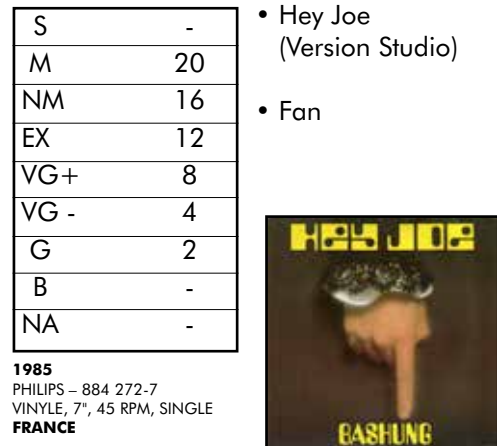 S -
M 20
NM 16
EX 12
VG+ 8
VG - 4
G 2
B -
NA -
1985
PHILIPS – 884 272-7
VINYLE, 7", 45 RPM, SINGLE
FRANCE
• Hey Joe
(Version Studio)
• Fan
HEY JOE
BASHUNG